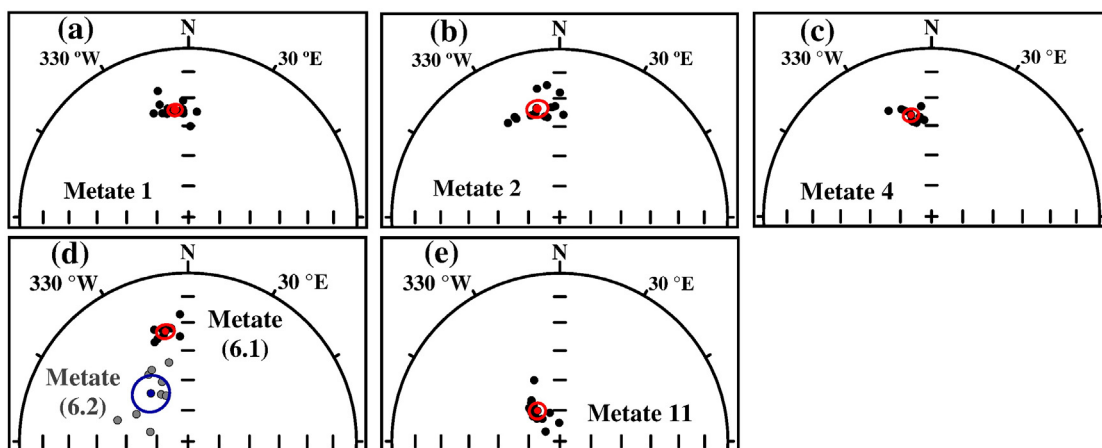 (a)
N
330 ºW
30 ºE
Metate 1
(b)
N
330 ºW
30 ºE
Metate 2
(c)
N
330 °W
30 °E
Metate 4
(d)
N
330 °W
30 °E
Metate
(6.1)
Metate
(6.2)
(e)
N
330 °W
30 °E
Metate 11